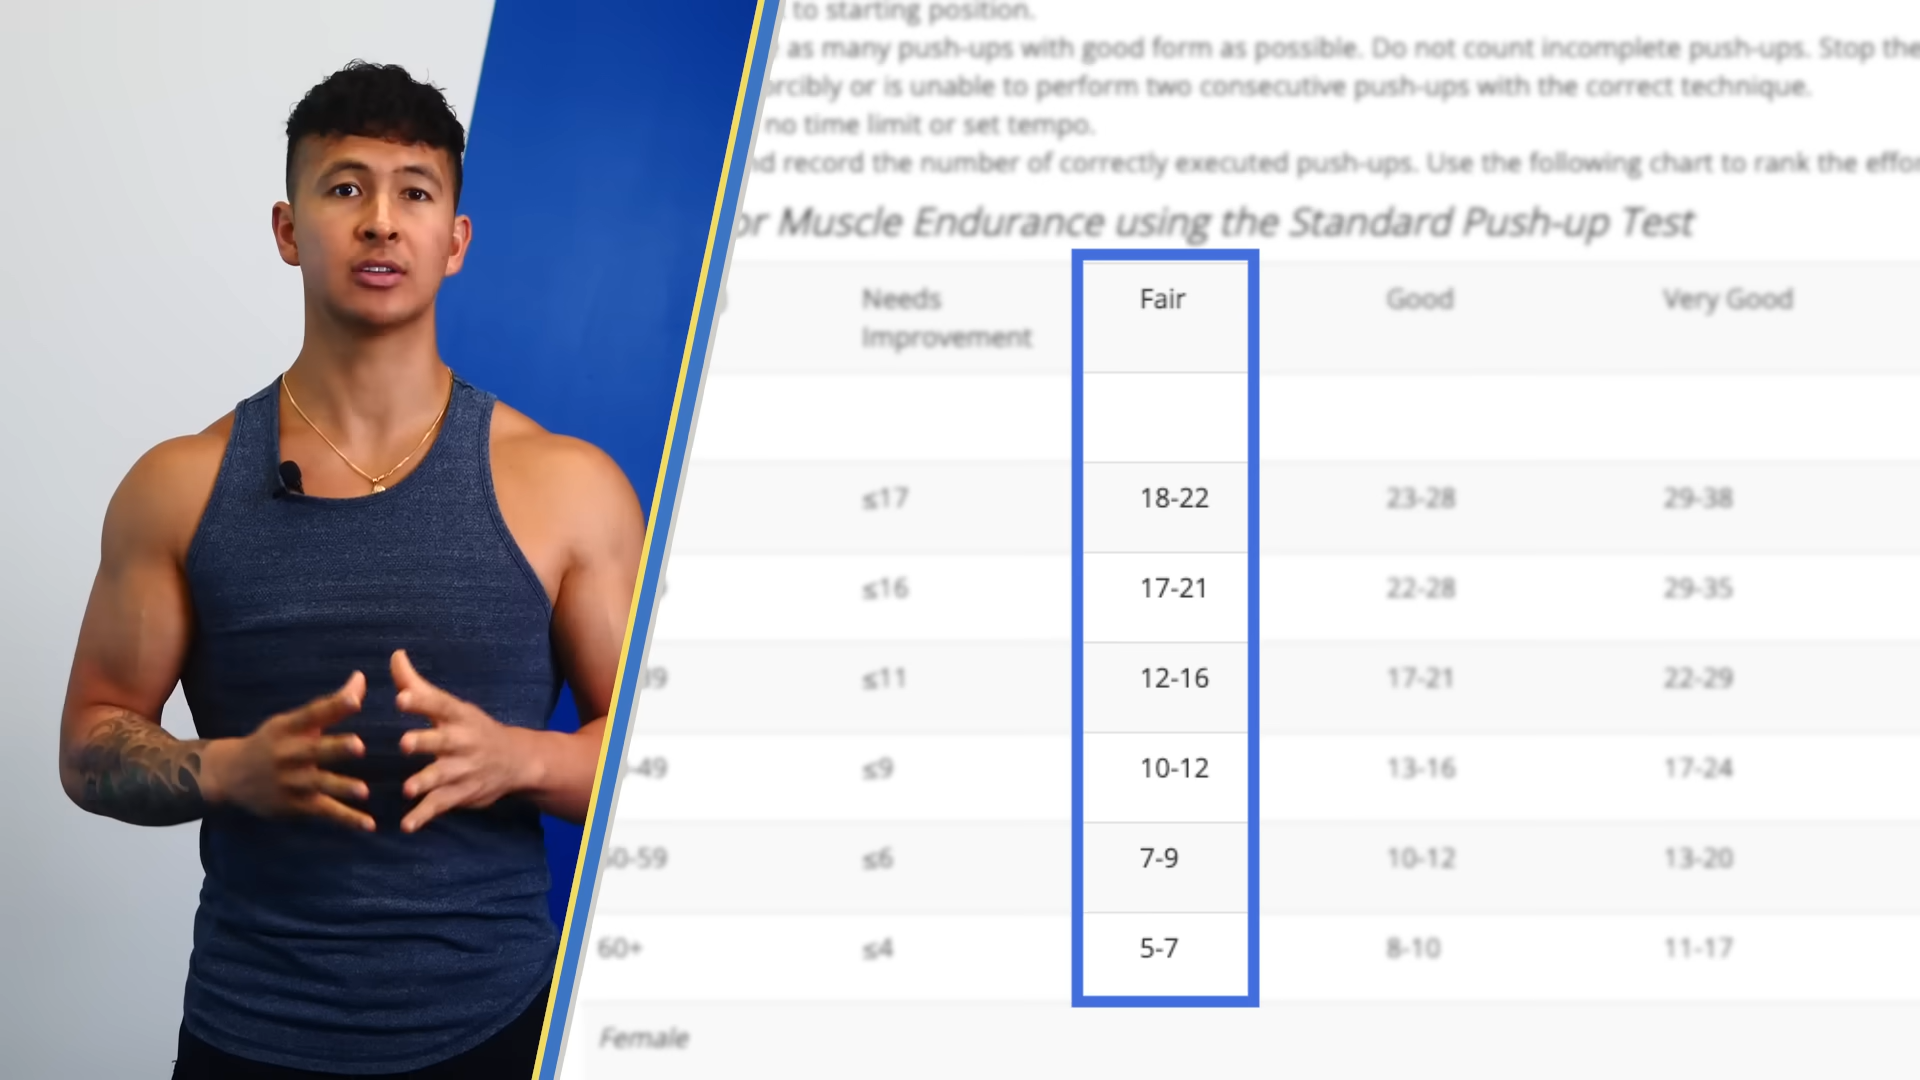 to starting position.
as many push-ups with good form as possible. Do not count incomplete push-ups. Stop the
or is unable to perform two consecutive push-ups with the correct technique.
no time limit or set tempo.
record the number of correctly executed push-ups. Use the following chart to rank the
or Muscle Endurance using the Standard Push-up Test
Needs Improvement Fair Good Very Good
≤17 18-22 23-28 29-38
≤16 17-21 22-28 29-35
39 ≤11 12-16 17-21 22-29
-49 ≤9 10-12 13-16 17-24
0-59 ≤6 7-9 10-12 13-20
60+ ≤4 5-7 8-10 11-17
Female